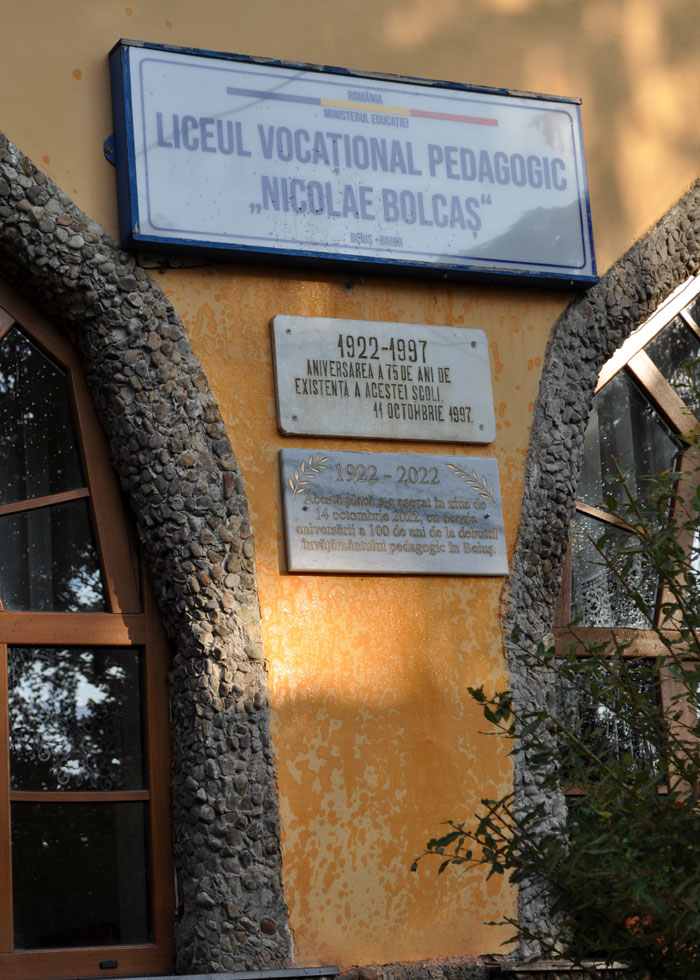 ROMÂNIA
MINISTERUL EDUCAȚIEI
LICEUL VOCAȚIONAL PEDAGOGIC
„NICOLAE BOLCAȘ“
BEIUȘ - BIHOR
1922-1997
ANIVERSAREA A 75 DE ANI DE
EXISTENȚĂ A ACESTEI ȘCOLI.
11 OCTOMBRIE 1997.
1922 - 2022
Această placă s-a așezat în ziua de
14 octombrie 2022, cu ocazia
aniversării a 100 de ani de la debutul
învățământului pedagogic în Beiuș.